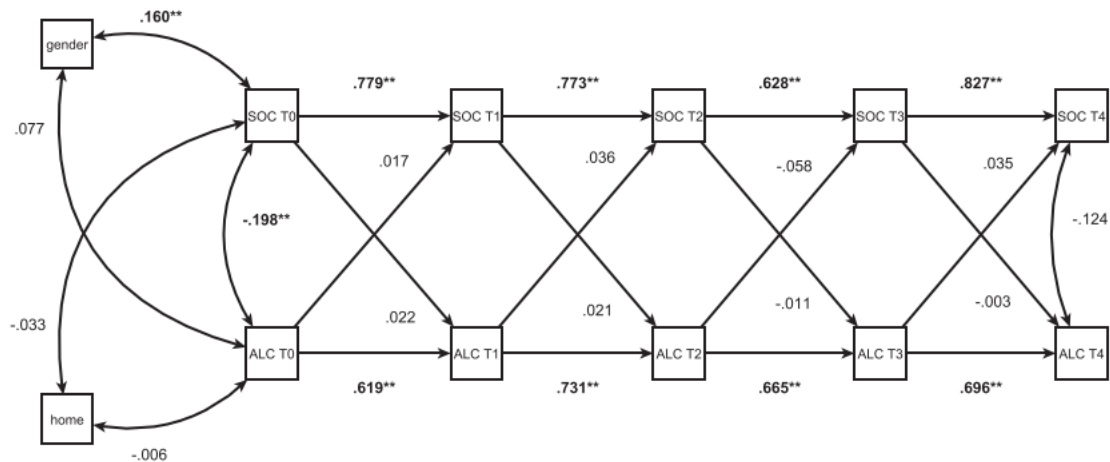 .160**
gender
.779**
.773**
.628**
.827**
SOC T0
SOC T1
SOC T2
SOC T3
SOC T4
.077
.017
.036
-.058
.035
-.198**
-.124
-.033
.022
.021
-.011
-.003
ALC T0
ALC T1
ALC T2
ALC T3
ALC T4
.619**
.731**
.665**
.696**
home
-.006